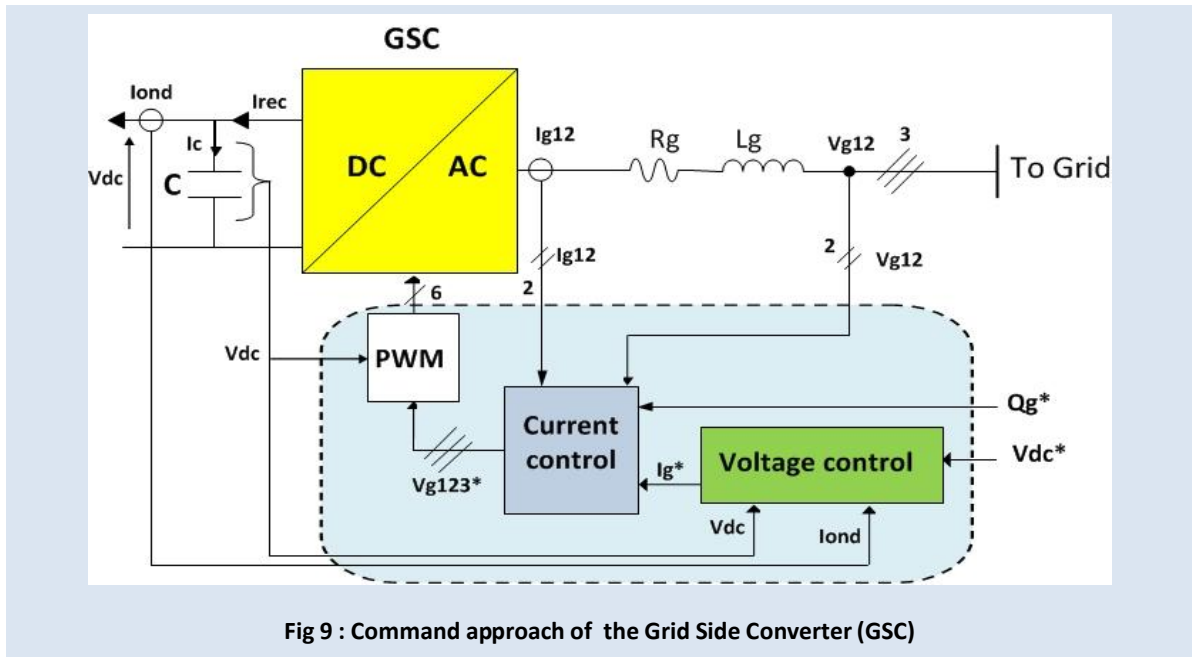 GSC
Iond
Irec
Ic
Vdc
C
DC
AC
Ig12
Rg
Lg
Vg12
3
To Grid
Ig12
2
2
Vg12
6
Vdc
PWM
Current
control
Vg123*
Ig*
Voltage control
Qg*
Vdc*
Vdc
Iond
Fig 9 : Command approach of the Grid Side Converter (GSC)